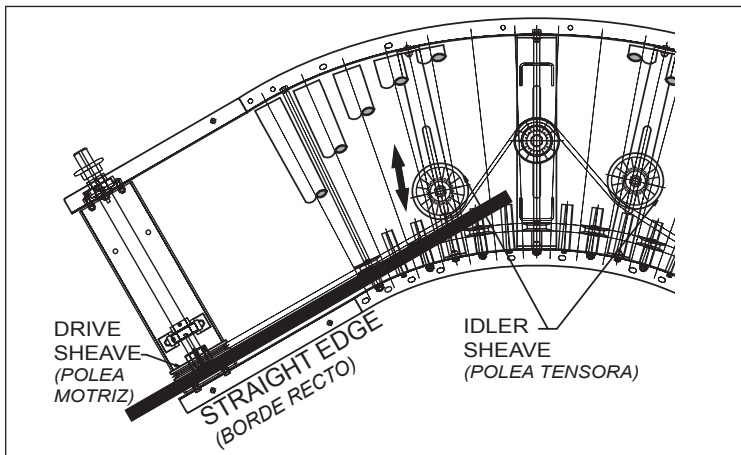 DRIVE
SHEAVE
(POLEA
MOTRIZ)
STRAIGHT EDGE
(BORDE RECTO)
IDLER
SHEAVE
(POLEA TENSORA)